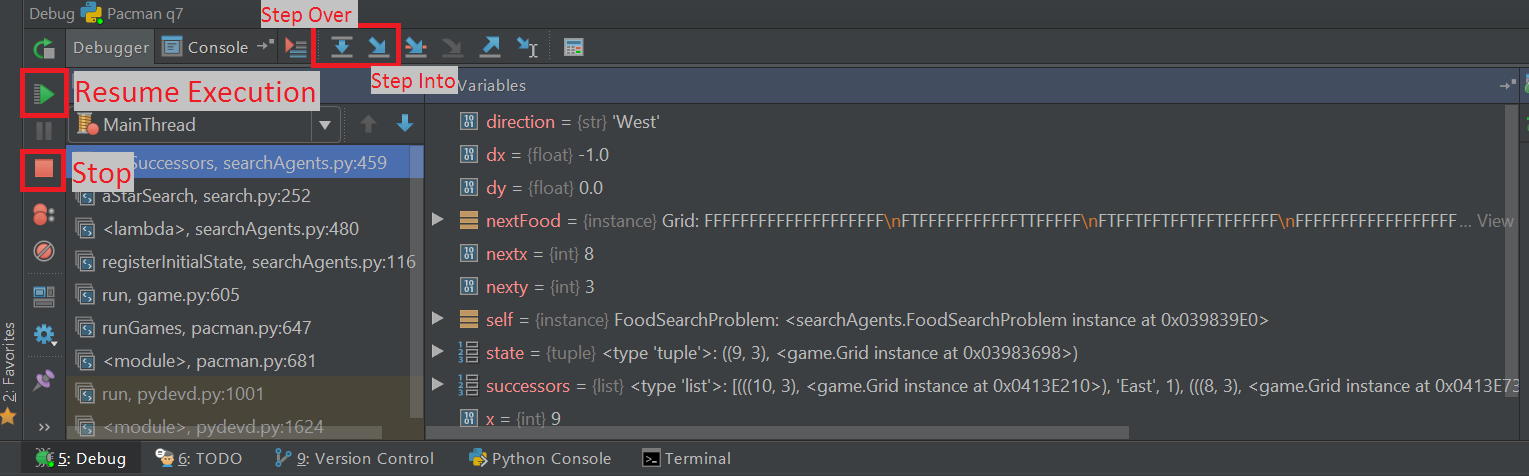 Debug Pacman q7
Step Over
Debugger Console
Step Into
Resume Execution
Variables
MainThread
Stop
Successors, searchAgents.py:459
aStarSearch, search.py:252
<lambda>, searchAgents.py:480
registerInitialState, searchAgents.py:116
run, game.py:605
runGames, pacman.py:647
<module>, pacman.py:681
run, pydevd.py:1001
<module>, pydevd.py:1624
direction = {str} 'West'
dx = {float} -1.0
dy = {float} 0.0
nextFood = {instance} Grid: FFFFFFFFFFFFFFFFFFFF\nFTFFFFFFFFFFFTTFFFFF\nFTFFTFFTFFTFFTFFFFFF\nFFFFFFFFFFFFFFFFFF... View
nextx = {int} 8
nexty = {int} 3
self = {instance} FoodSearchProblem: <searchAgents.FoodSearchProblem instance at 0x039839E0>
state = {tuple} <type 'tuple'>: ((9, 3), <game.Grid instance at 0x03983698>)
successors = {list} <type 'list'>: [(((10, 3), <game.Grid instance at 0x0413E210>), 'East', 1), (((8, 3), <game.Grid instance at 0x0413E73
x = {int} 9
2: Favorites
5: Debug 6: TODO 9: Version Control Python Console Terminal